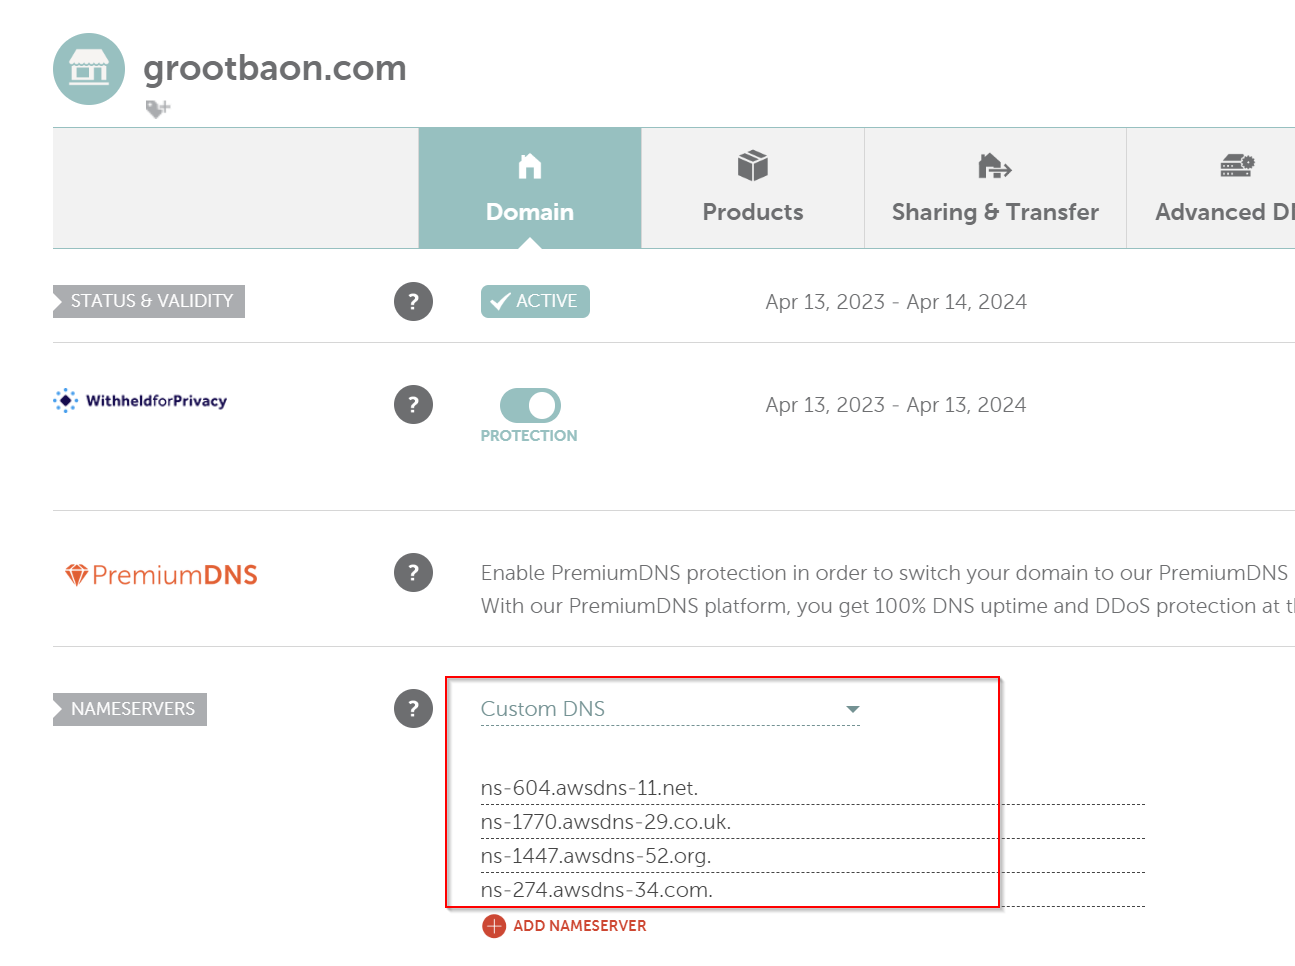 grootbaon.com
Domain
Products
Sharing & Transfer
Advanced
STATUS & VALIDITY
?
ACTIVE
Apr 13, 2023 - Apr 14, 2024
WithheldforPrivacy
?
PROTECTION
Apr 13, 2023 - Apr 13, 2024
PremiumDNS
?
Enable PremiumDNS protection in order to switch your domain to our PremiumDNS
With our PremiumDNS platform, you get 100% DNS uptime and DDoS protection at
NAMESERVERS
?
Custom DNS
ns-604.awsdns-11.net.
ns-1770.awsdns-29.co.uk.
ns-1447.awsdns-52.org.
ns-274.awsdns-34.com.
ADD NAMESERVER